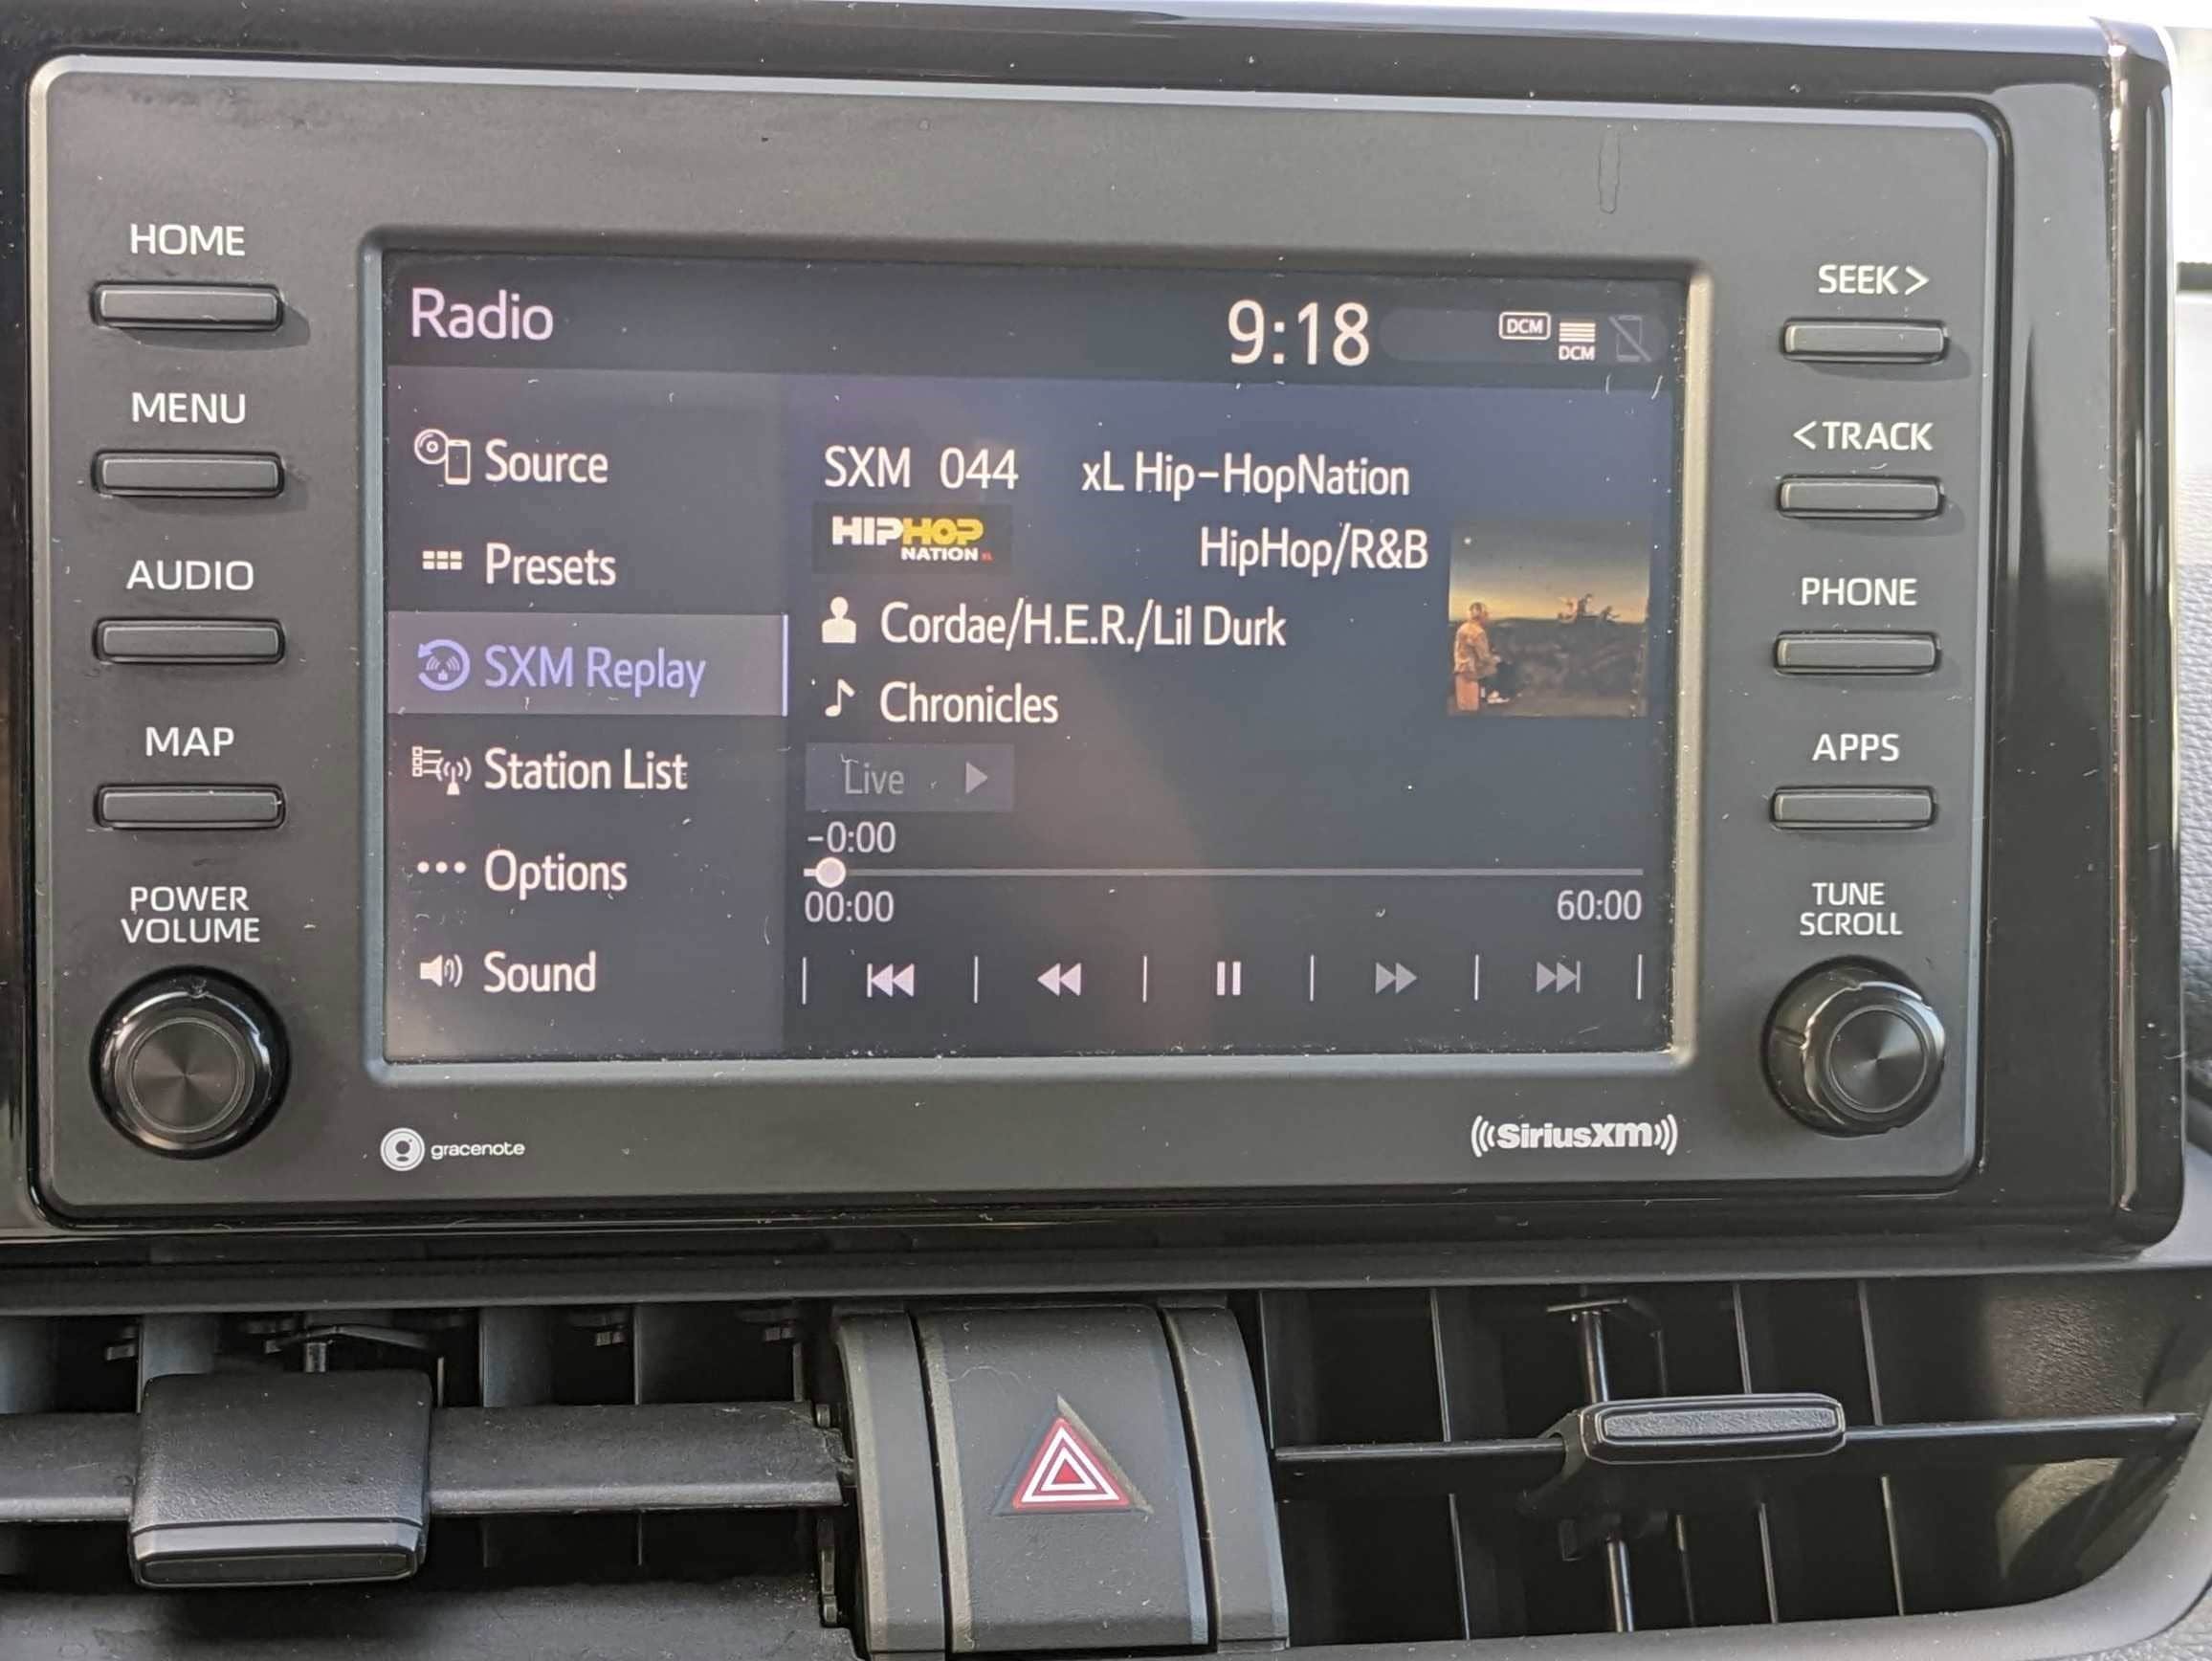 HOME
MENU
AUDIO
MAP
POWER
VOLUME
Radio
9:18
DCM
DCM
Source
Presets
SXM Replay
Station List
Options
Sound
SXM 044 xL Hip-HopNation
HIPHOP
NATION
HipHop/R&B
Cordae/H.E.R./Lil Durk
Chronicles
Live
-0:00
00:00 60:00
SEEK >
< TRACK
PHONE
APPS
TUNE
SCROLL
gracenote
SiriusXM